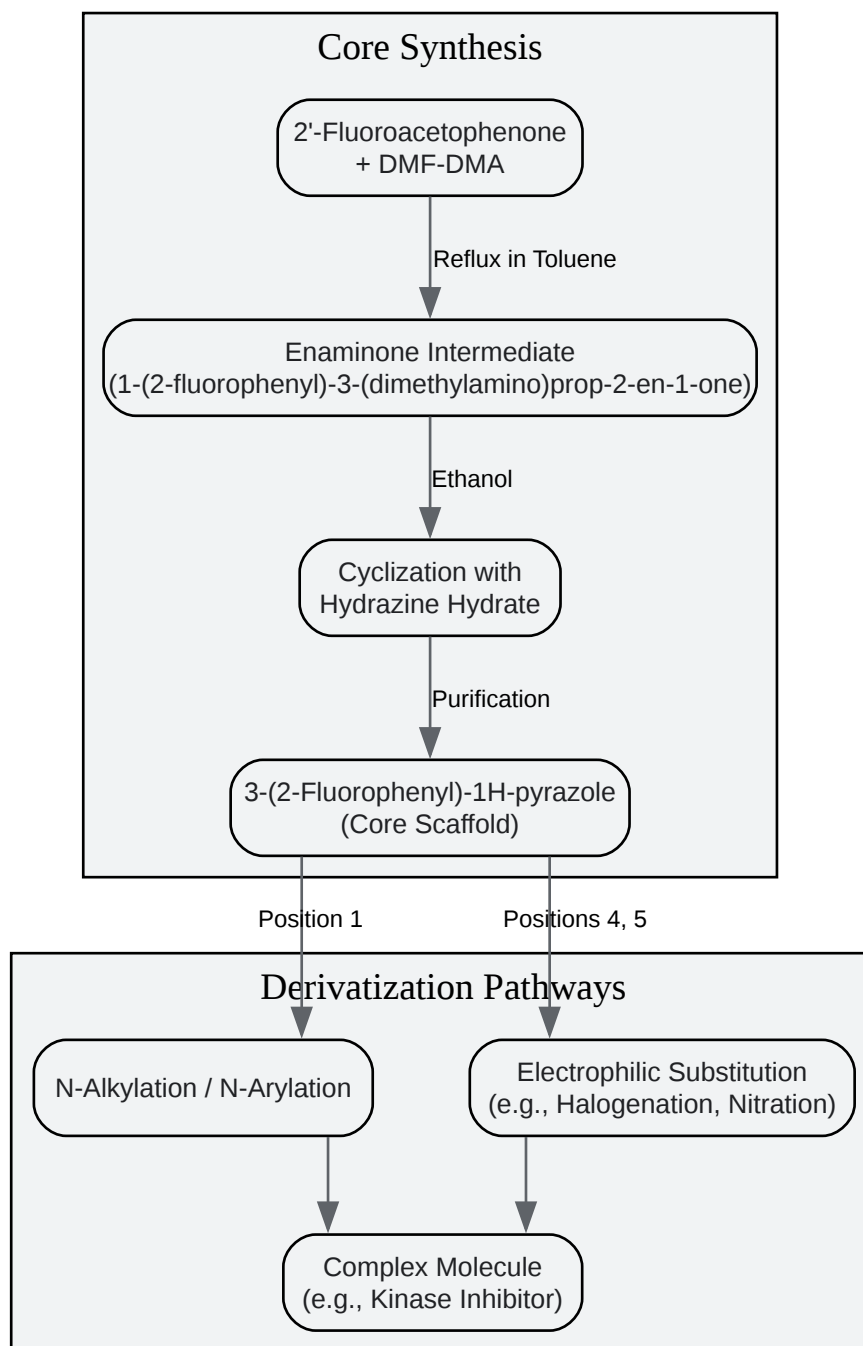 Core Synthesis
2'-Fluoroacetophenone
+ DMF-DMA
Reflux in Toluene
Enaminone Intermediate
(1-(2-fluorophenyl)-3-(dimethylamino)prop-2-en-1-one)
Ethanol
Cyclization with
Hydrazine Hydrate
Purification
3-(2-Fluorophenyl)-1H-pyrazole
(Core Scaffold)
Position 1
Positions 4, 5
Derivatization Pathways
N-Alkylation / N-Arylation
Electrophilic Substitution
(e.g., Halogenation, Nitration)
Complex Molecule
(e.g., Kinase Inhibitor)